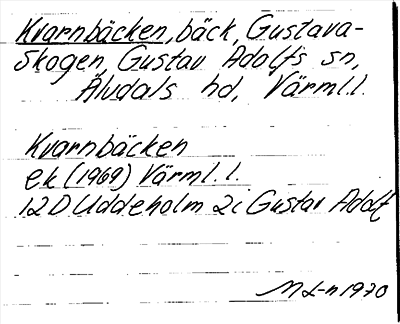 Kvarnbäcken, bäck, Gustava-
skogen, Gustav Adolfs sn,
Älvdals hd, Värml.l.
Kvarnbäcken
ek (1969) Värml.l.
12D Uddeholm 2c Gustav Adolf
M L-n 1970